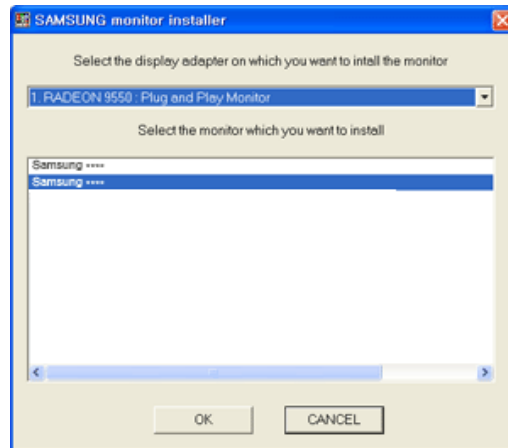 SAMSUNG monitor installer
Select the display adapter on which you want to intall the monitor
1. RADEON 9550 : Plug and Play Monitor
Select the monitor which you want to install
Samsung ****
Samsung ****
OK
CANCEL